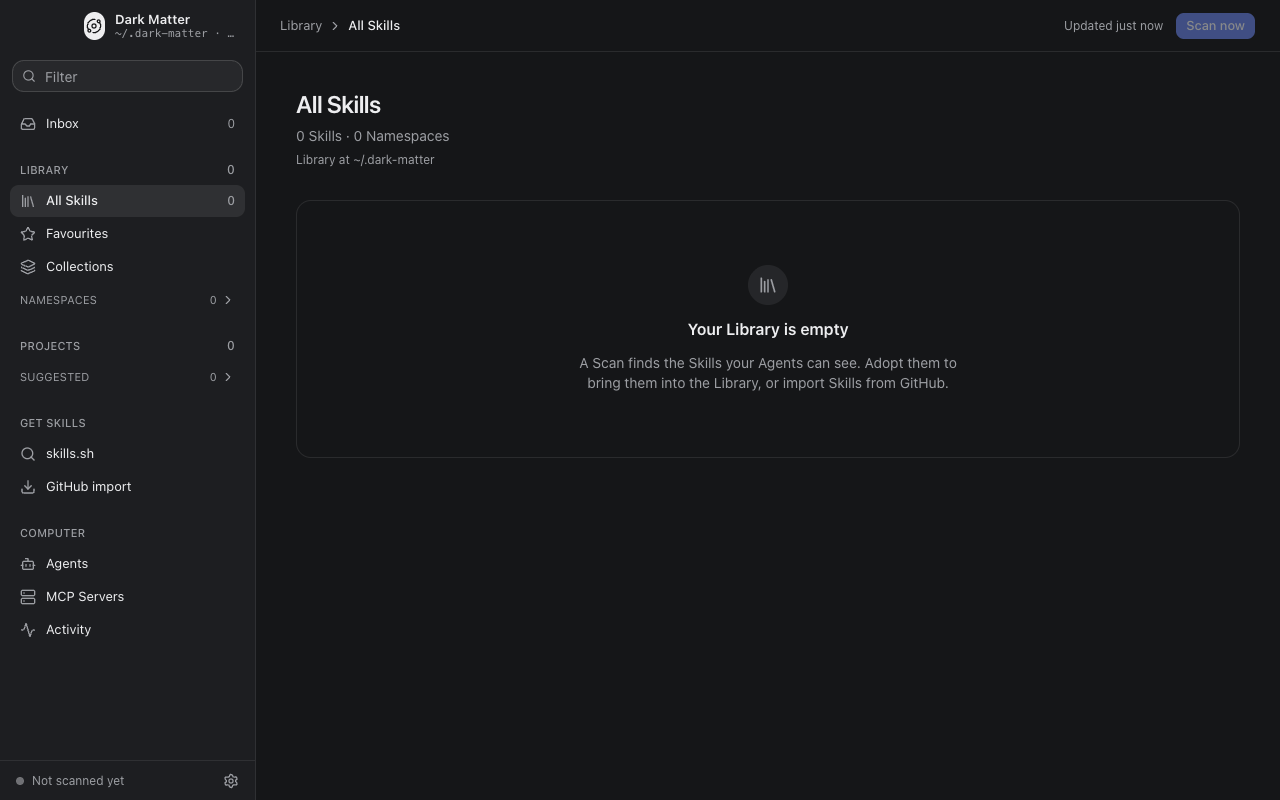 Dark Matter
~/.dark-matter · …
Filter
Inbox 0
LIBRARY 0
All Skills 0
Favourites
Collections
NAMESPACES 0
PROJECTS 0
SUGGESTED 0
GET SKILLS
skills.sh
GitHub import
COMPUTER
Agents
MCP Servers
Activity
Not scanned yet
Library > All Skills
Updated just now
Scan now
All Skills
0 Skills · 0 Namespaces
Library at ~/.dark-matter
Your Library is empty
A Scan finds the Skills your Agents can see. Adopt them to
bring them into the Library, or import Skills from GitHub.